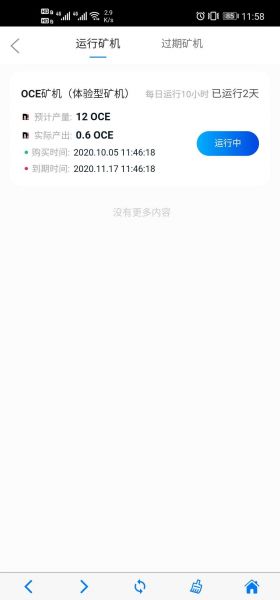 2.9 K/s 85 11:58
运行矿机 过期矿机
OCE矿机（体验型矿机） 每日运行10小时 已运行2天
预计产量: 12 OCE
实际产出: 0.6 OCE
运行中
购买时间: 2020.10.05 11:46:18
到期时间: 2020.11.17 11:46:18
没有更多内容